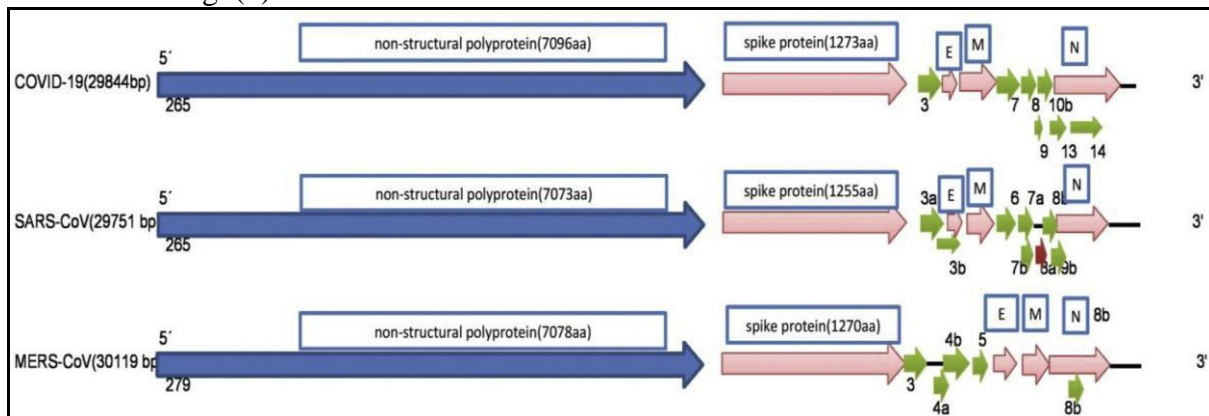 non-structural polyprotein(7096aa)
spike protein(1273aa)
E
M
N
5´
COVID-19(29844bp)
3'
265
3
7
8
10b
9
13
14
5´
non-structural polyprotein(7073aa)
spike protein(1255aa)
3a
E
M
6
7a
8b
N
SARS-CoV(29751 bp
3'
265
3b
7b
8a
9b
5´
non-structural polyprotein(7078aa)
spike protein(1270aa)
4b
5
E
M
N
8b
MERS-CoV(30119 bp
3'
279
3
4a
8b